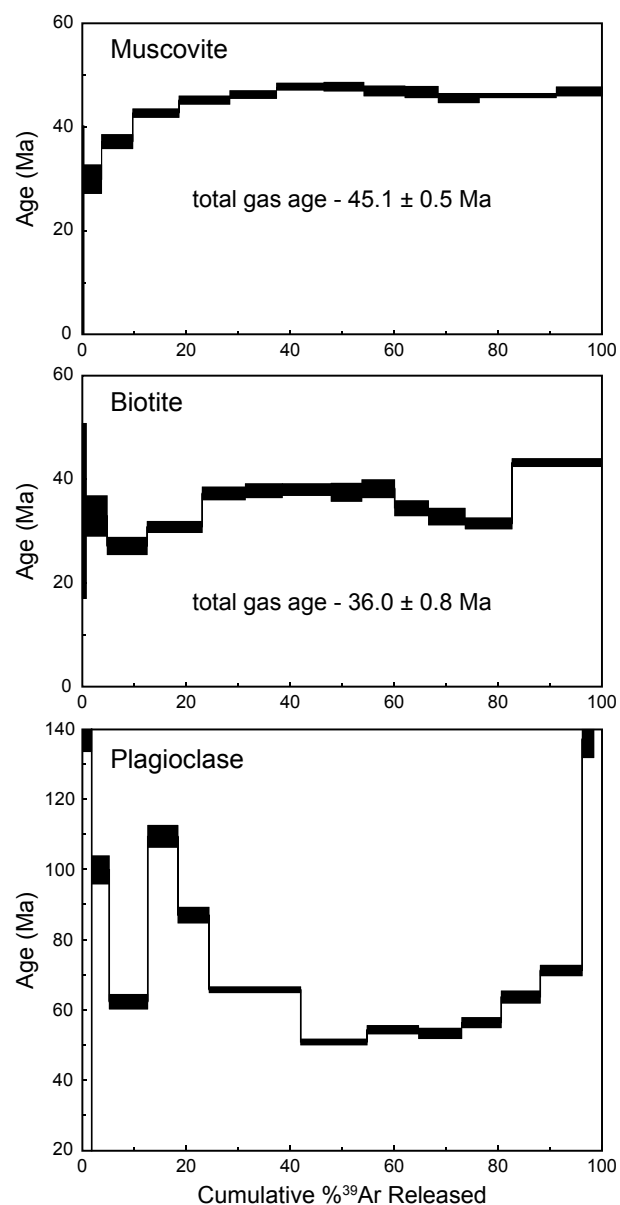 60
Muscovite
40
Age (Ma)
total gas age - 45.1 ± 0.5 Ma
20
0
0 20 40 60 80 100
60
Biotite
40
Age (Ma)
20
total gas age - 36.0 ± 0.8 Ma
0
0 20 40 60 80 100
140
Plagioclase
120
100
Age (Ma)
80
60
40
20
0 20 40 60 80 100
Cumulative %³⁹Ar Released